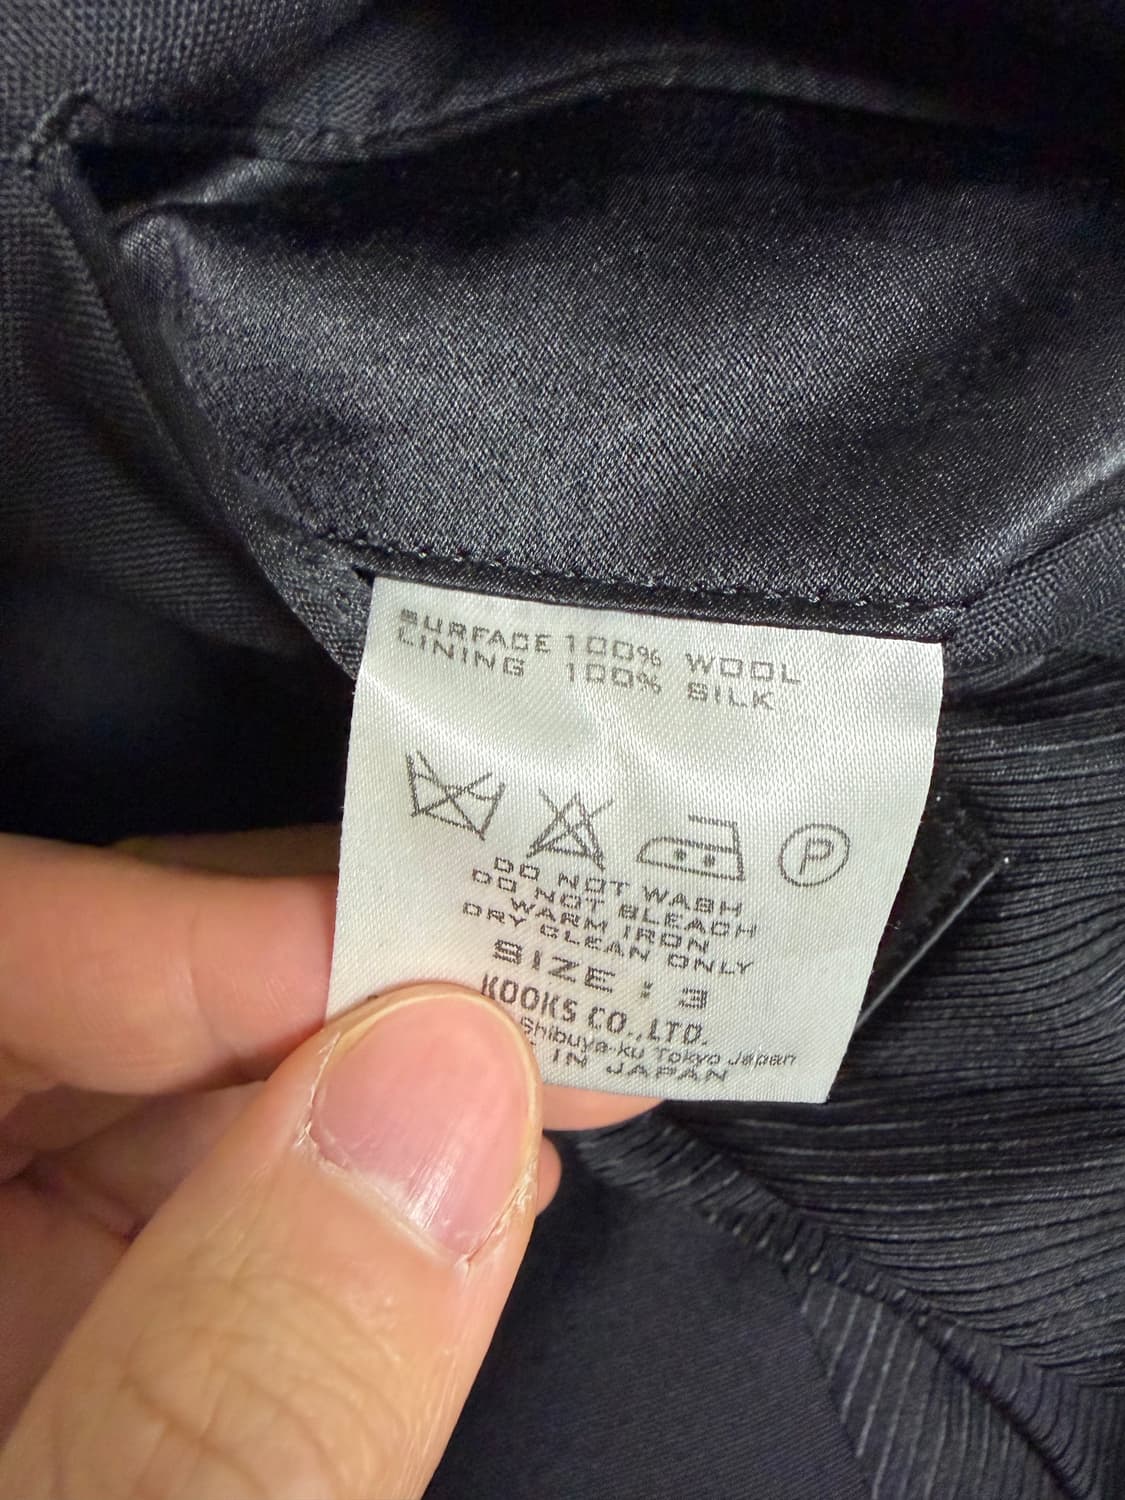 SURFACE 100% WOOL
LINING 100% SILK
P
DO NOT WASH
DO NOT BLEACH
WARM IRON
DRY CLEAN ONLY
SIZE : 3
KOOKS CO.,LTD.
Shibuya-ku Tokyo Japan
IN JAPAN